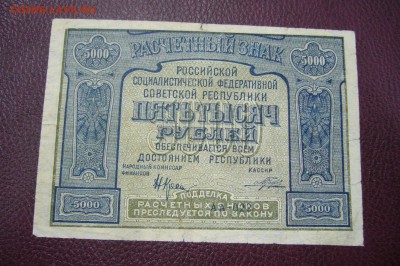 5000 РАСЧЕТНЫЙ ЗНАК 5000
РОССИЙСКОЙ
СОЦИАЛИСТИЧЕСКОЙ ФЕДЕРАТИВНОЙ
СОВЕТСКОЙ РЕСПУБЛИКИ
ПЯТЬ ТЫСЯЧ
РУБЛЕЙ
ОБЕСПЕЧИВАЕТСЯ ВСЕМ
ДОСТОЯНИЕМ РЕСПУБЛИКИ
НАРОДНЫЙ КОМИССАР
ФИНАНСОВ
КАССИР
ПОДДЕЛКА
5000 РАСЧЕТНЫХ ЗНАКОВ 5000
ПРЕСЛЕДУЕТСЯ ПО ЗАКОНУ